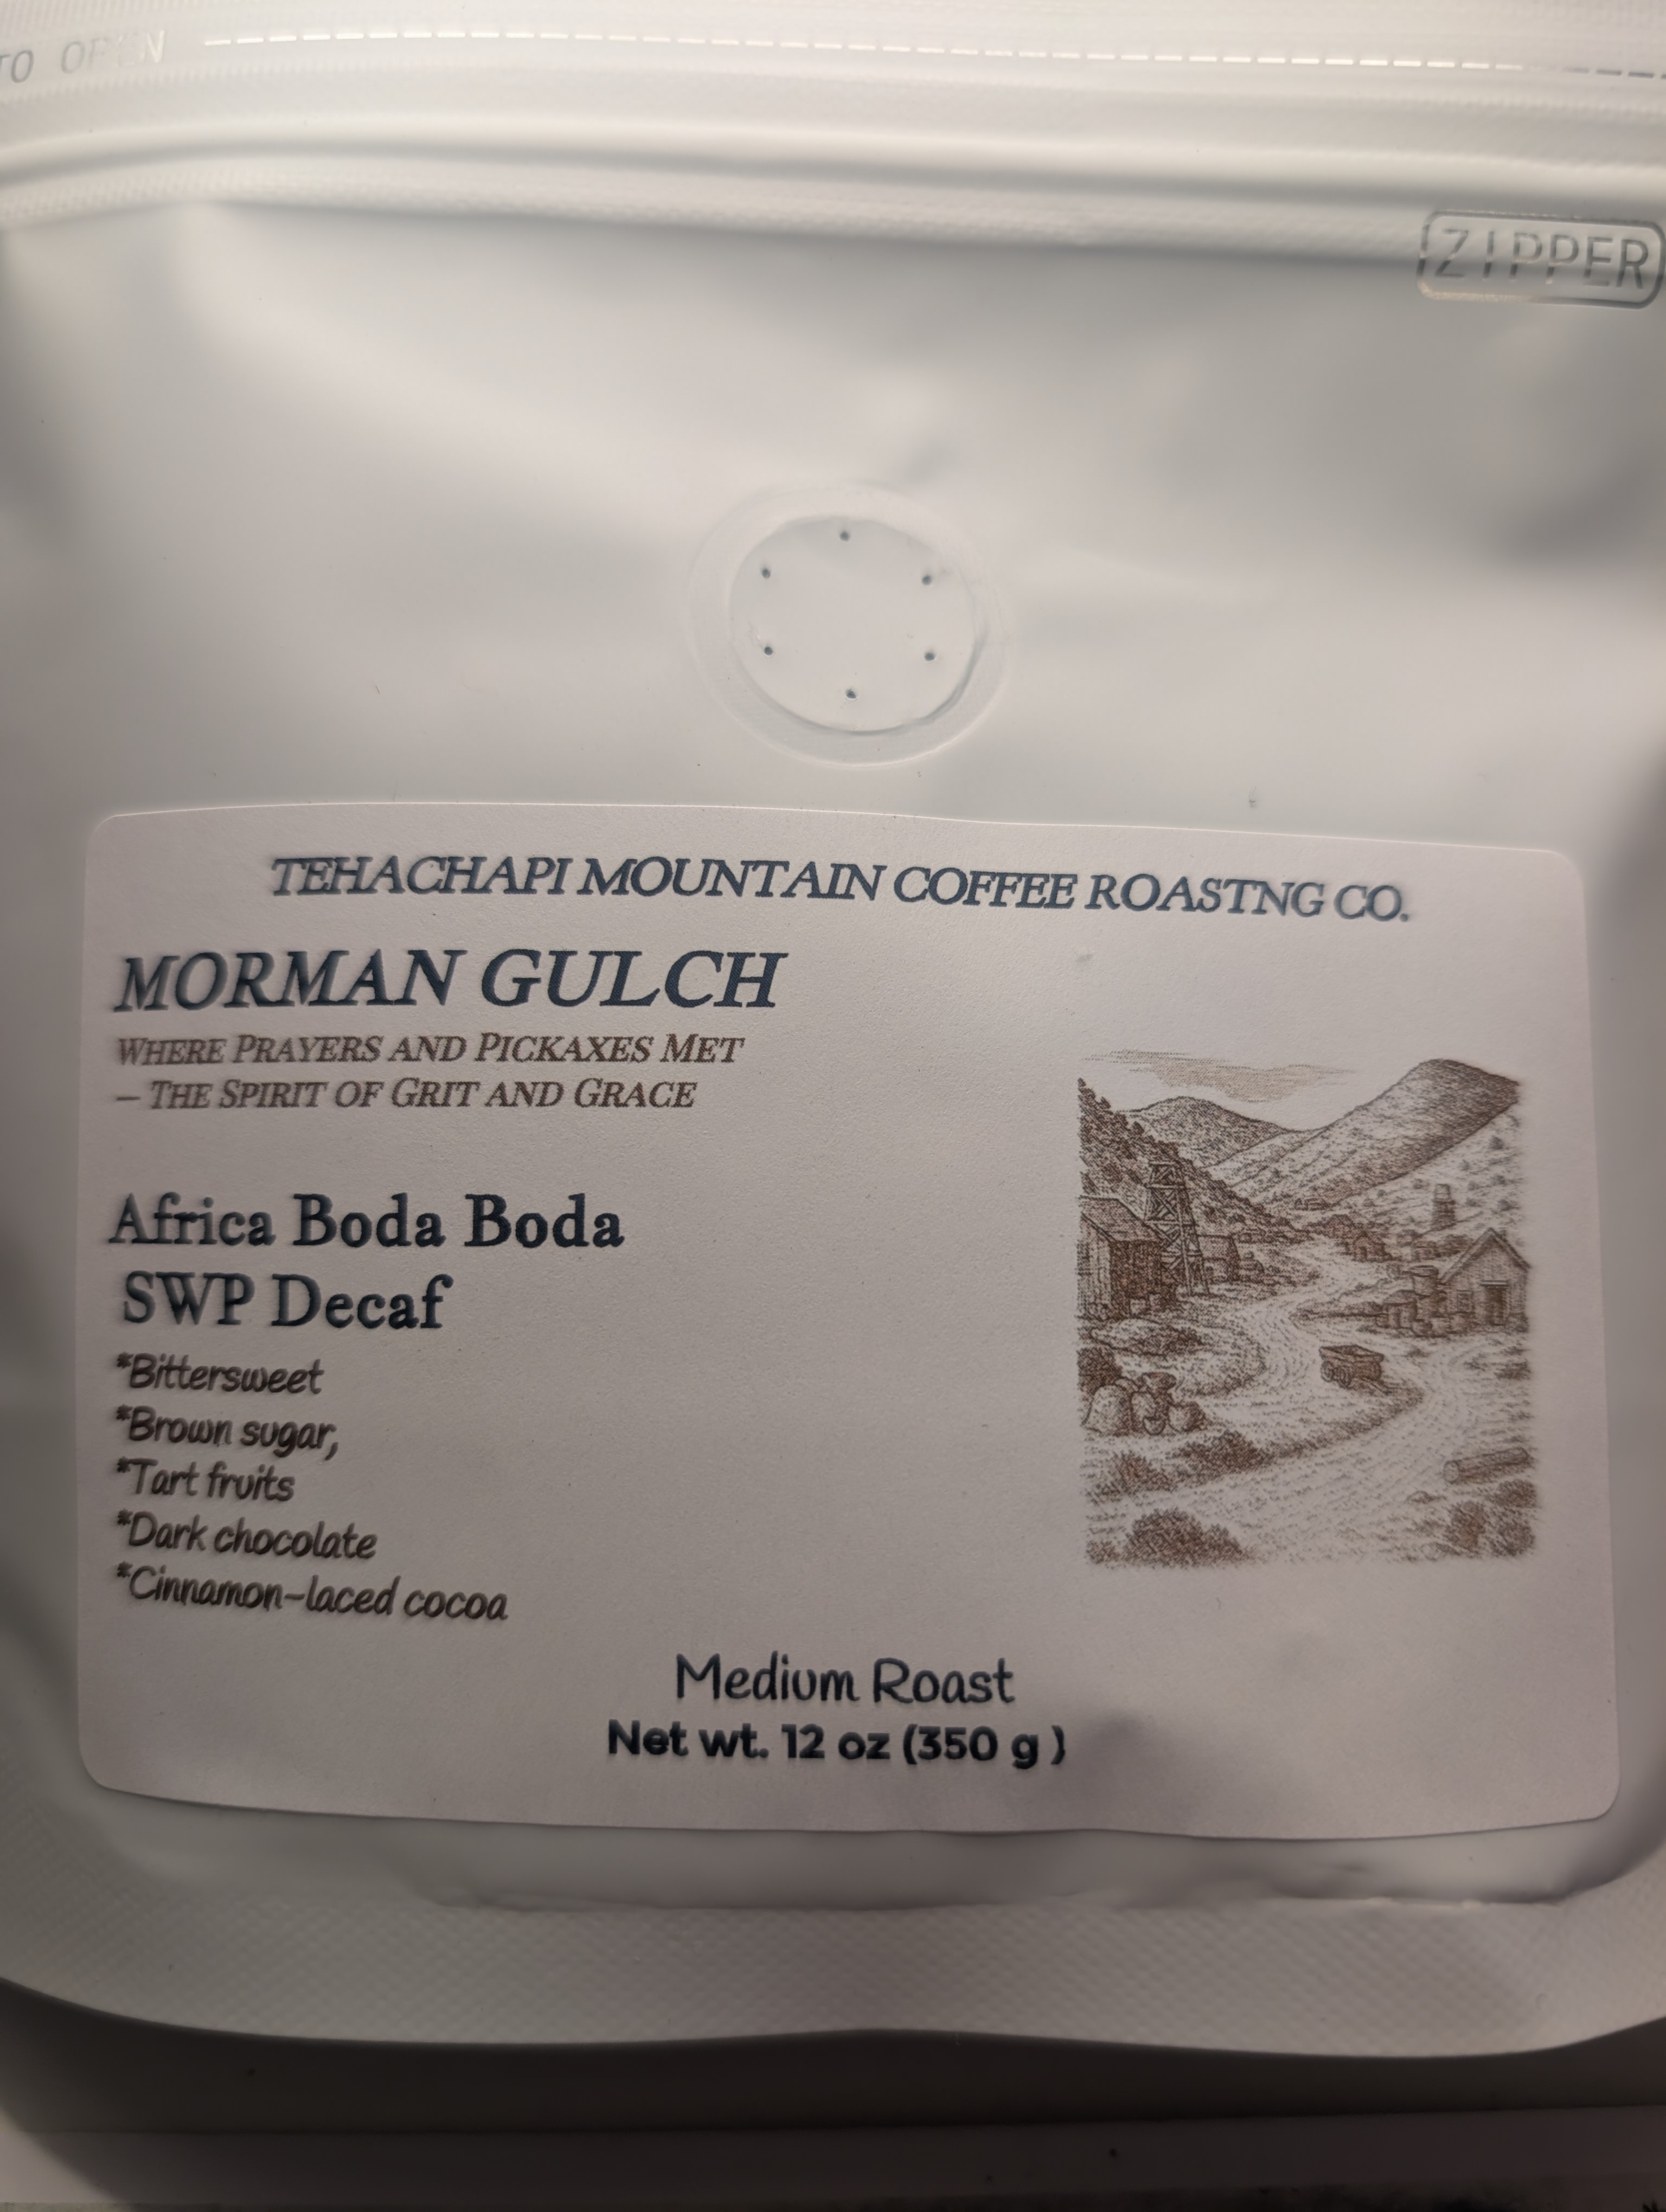 TO OPEN
ZIPPER
TEHACHAPI MOUNTAIN COFFEE ROASTNG CO.
MORMAN GULCH
WHERE PRAYERS AND PICKAXES MET
– THE SPIRIT OF GRIT AND GRACE
Africa Boda Boda
SWP Decaf
*Bittersweet
*Brown sugar,
*Tart fruits
*Dark chocolate
*Cinnamon-laced cocoa
Medium Roast
Net wt. 12 oz (350 g )